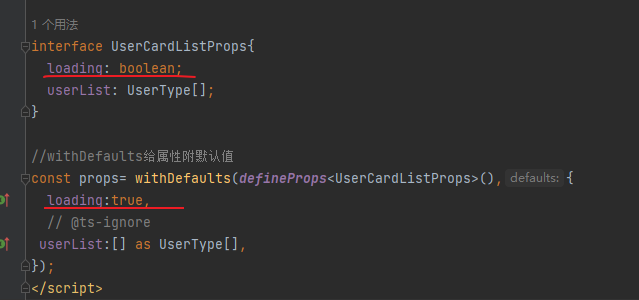 1 个用法
interface UserCardListProps{
loading: boolean;
userList: UserType[];
}
//withDefaults给属性附默认值
const props= withDefaults(defineProps<UserCardListProps>(), defaults: {
loading:true,
// @ts-ignore
userList:[] as UserType[],
});
</script>